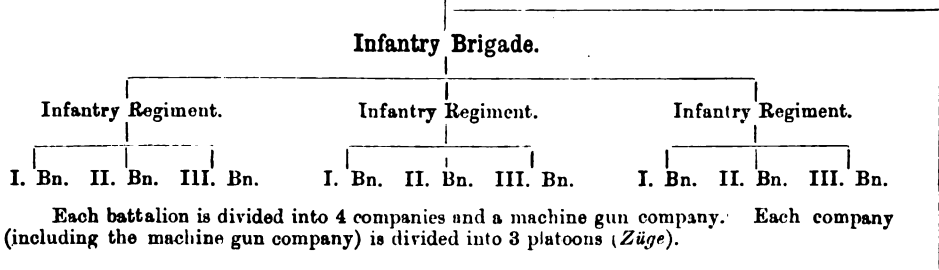 Infantry Brigade.
Infantry Regiment. Infantry Regiment. Infantry Regiment.
I. Bn. II. Bn. III. Bn. I. Bn. II. Bn. III. Bn. I. Bn. II. Bn. III. Bn.
Each battalion is divided into 4 companies and a machine gun company. Each company
(including the machine gun company) is divided into 3 platoons (Züge).